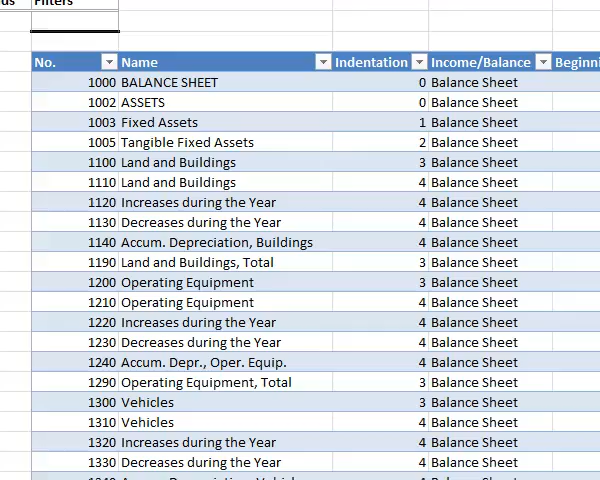 Filters
No. Name Indentation Income/Balance
1000 BALANCE SHEET 0 Balance Sheet
1002 ASSETS 0 Balance Sheet
1003 Fixed Assets 1 Balance Sheet
1005 Tangible Fixed Assets 2 Balance Sheet
1100 Land and Buildings 3 Balance Sheet
1110 Land and Buildings 4 Balance Sheet
1120 Increases during the Year 4 Balance Sheet
1130 Decreases during the Year 4 Balance Sheet
1140 Accum. Depreciation, Buildings 4 Balance Sheet
1190 Land and Buildings, Total 3 Balance Sheet
1200 Operating Equipment 3 Balance Sheet
1210 Operating Equipment 4 Balance Sheet
1220 Increases during the Year 4 Balance Sheet
1230 Decreases during the Year 4 Balance Sheet
1240 Accum. Depr., Oper. Equip. 4 Balance Sheet
1290 Operating Equipment, Total 3 Balance Sheet
1300 Vehicles 3 Balance Sheet
1310 Vehicles 4 Balance Sheet
1320 Increases during the Year 4 Balance Sheet
1330 Decreases during the Year 4 Balance Sheet